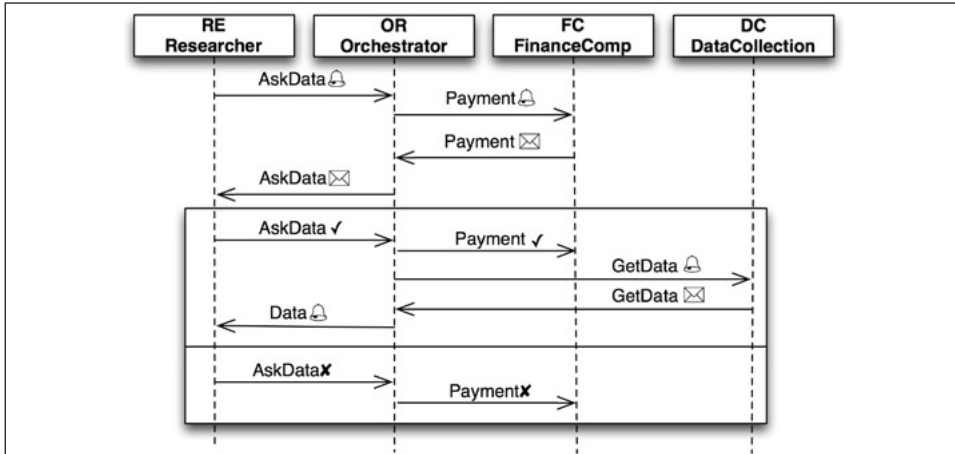 RE
Researcher
OR
Orchestrator
FC
FinanceComp
DC
DataCollection
AskData
Payment
Payment
AskData
AskData ✓
Payment ✓
GetData
GetData
Data
AskData✘
Payment✘